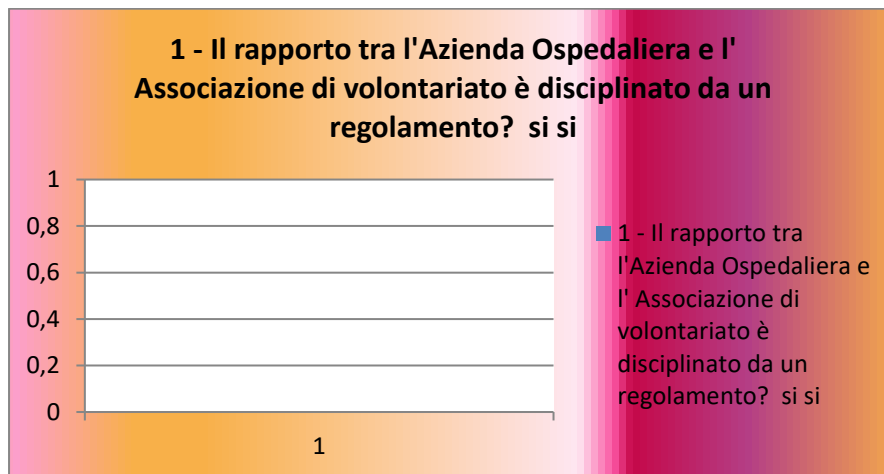 1 - Il rapporto tra l'Azienda Ospedaliera e l'
Associazione di volontariato è disciplinato da un
regolamento?  si si
1
0,8
0,6
0,4
0,2
0
1
1 - Il rapporto tra
l'Azienda Ospedaliera e
l' Associazione di
volontariato è
disciplinato da un
regolamento?  si si